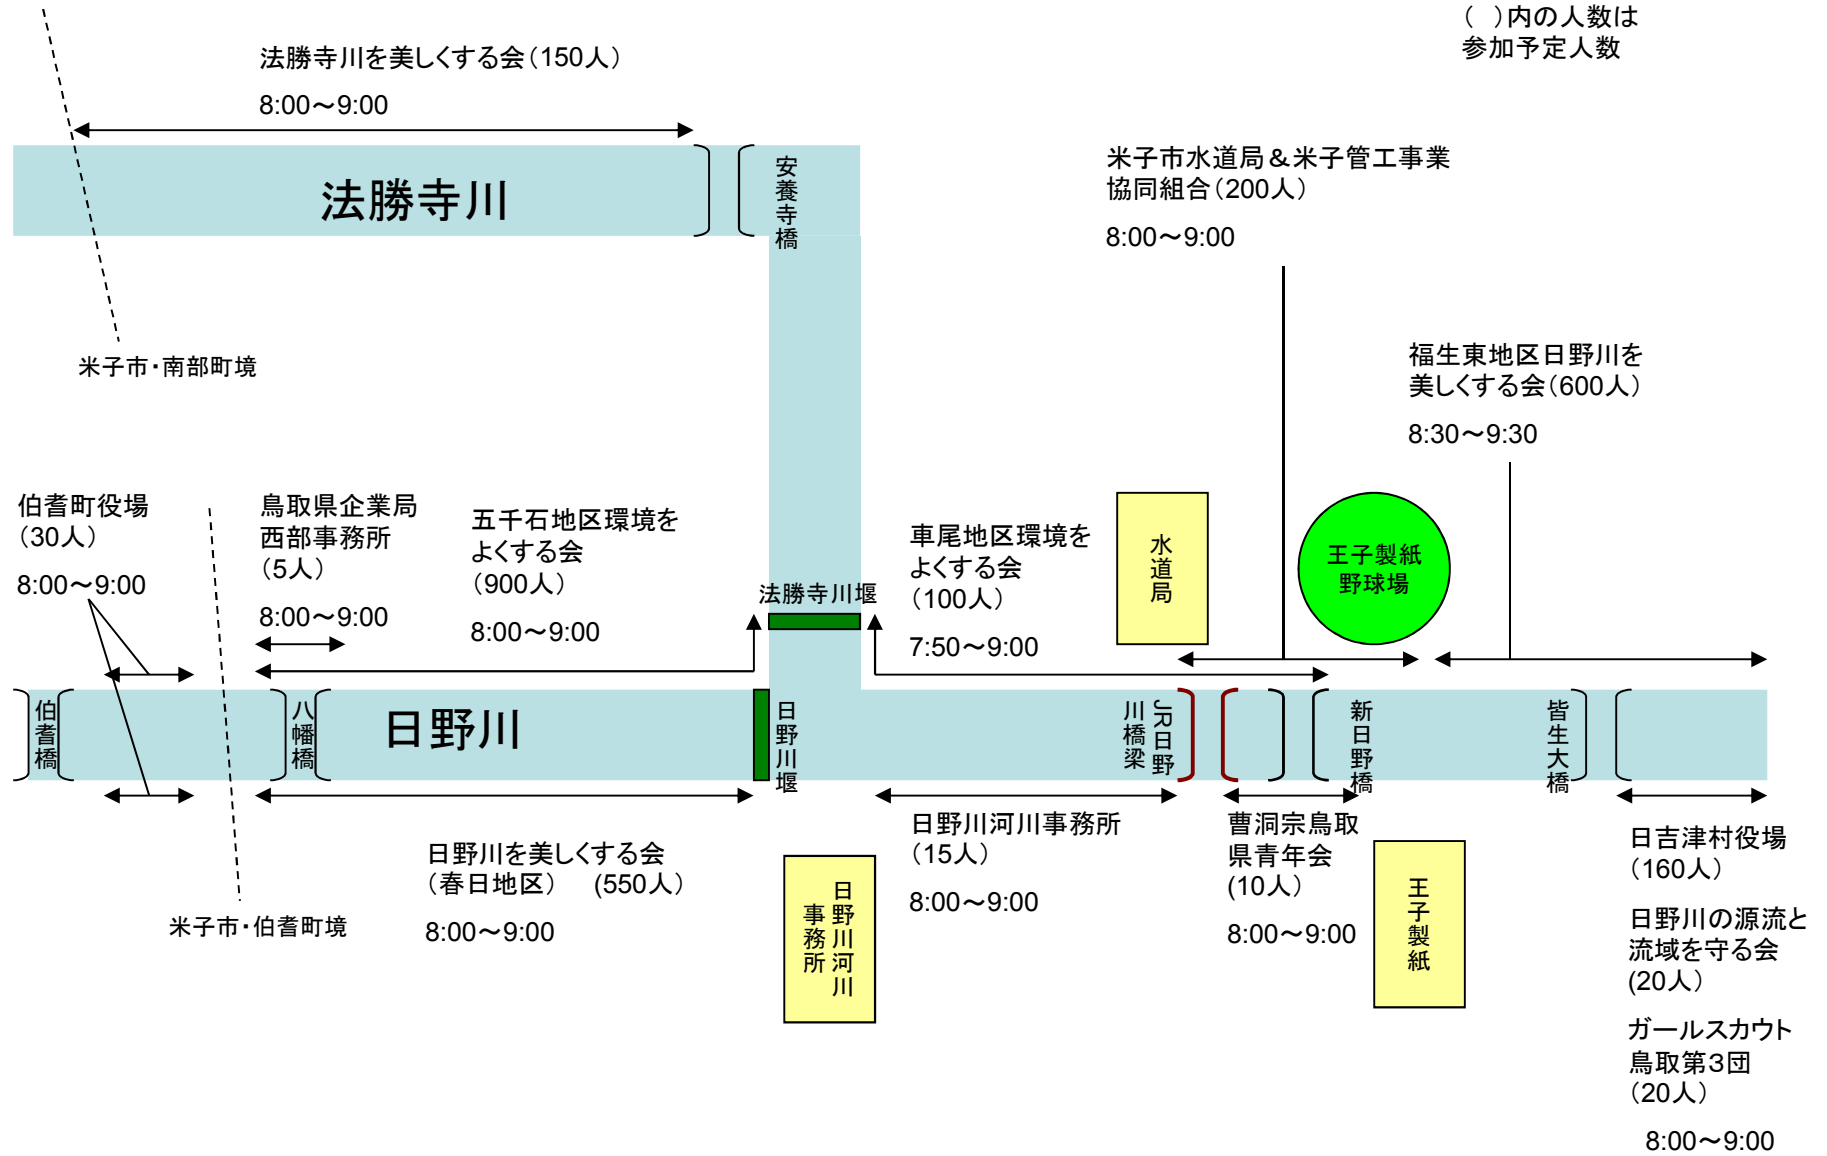 （　）内の人数は
参加予定人数
法勝寺川を美しくする会（150人）
8:00～9:00
法勝寺川
安養寺橋
米子市・南部町境
米子市水道局＆米子管工事業
協同組合（200人）
8:00～9:00
福生東地区日野川を
美しくする会（600人）
8:30～9:30
伯耆町役場
（30人）
8:00～9:00
鳥取県企業局
西部事務所
（5人）
8:00～9:00
五千石地区環境を
よくする会
（900人）
8:00～9:00
法勝寺川堰
車尾地区環境を
よくする会
（100人）
7:50～9:00
水道局
王子製紙
野球場
伯耆橋
八幡橋
日野川
日野川堰
JR日野
川橋梁
新日野橋
皆生大橋
日野川を美しくする会
（春日地区）　(550人）
8:00～9:00
米子市・伯耆町境
日野川河川
事務所
日野川河川事務所
（15人）
8:00～9:00
曹洞宗鳥取
県青年会
(10人）
8:00～9:00
王子製紙
日吉津村役場
（160人）
日野川の源流と
流域を守る会
(20人）
ガールスカウト
鳥取第３団
（20人）
8:00～9:00